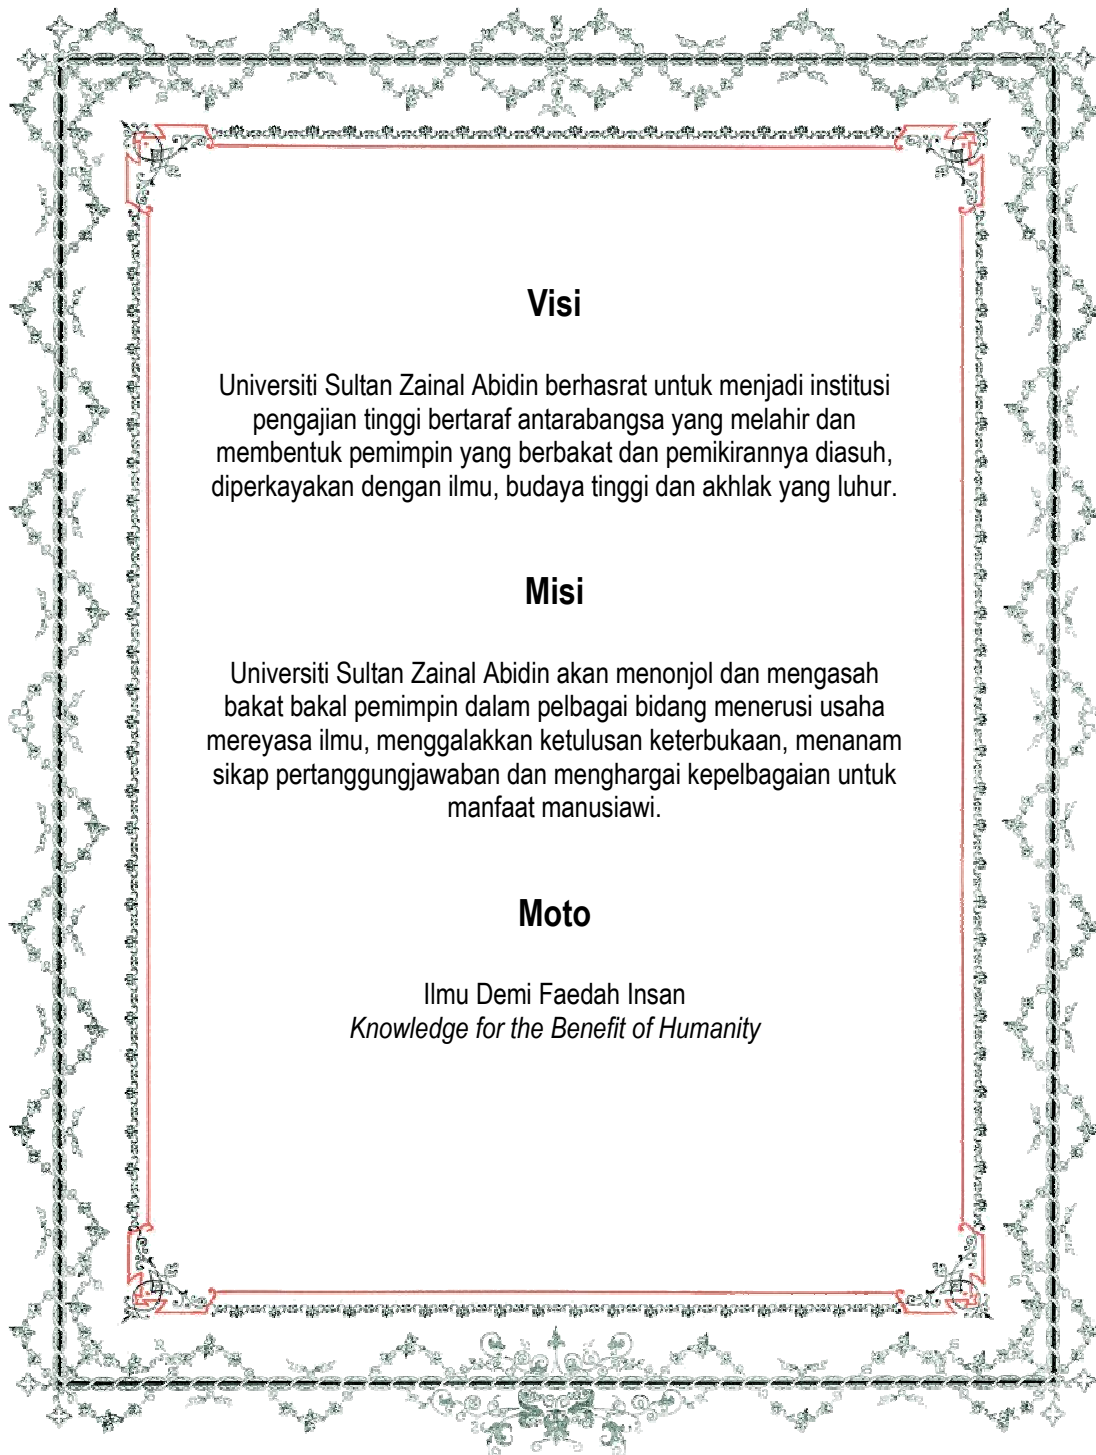 Visi
Universiti Sultan Zainal Abidin berhasrat untuk menjadi institusi
pengajian tinggi bertaraf antarabangsa yang melahir dan
membentuk pemimpin yang berbakat dan pemikirannya diasuh,
diperkayakan dengan ilmu, budaya tinggi dan akhlak yang luhur.
Misi
Universiti Sultan Zainal Abidin akan menonjol dan mengasah
bakat bakal pemimpin dalam pelbagai bidang menerusi usaha
mereyasa ilmu, menggalakkan ketulusan keterbukaan, menanam
sikap pertanggungjawaban dan menghargai kepelbagaian untuk
manfaat manusiawi.
Moto
Ilmu Demi Faedah Insan
Knowledge for the Benefit of Humanity